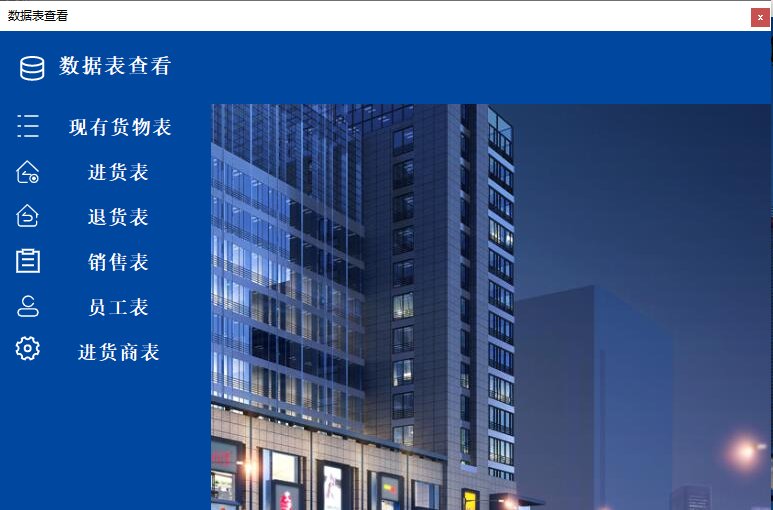 数据表查看
x
数据表查看
现有货物表
进货表
退货表
销售表
员工表
进货商表